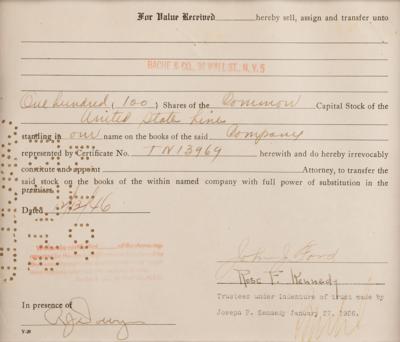 For Value Received hereby sell, assign and transfer unto
BACHE & CO., 36 WALL ST., N.Y. 5
One hundred (100) Shares of the Common Capital Stock of the
United State Lines
standing in our name on the books of the said Company
represented by Certificate No. TN13969 herewith and do hereby irrevocably
constitute and appoint Attorney, to transfer the
said stock on the books of the within named company with full power of substitution in the
premises.
Dated
John J. Ford
Rose F. Kennedy
Trustees under indenture of trust made by
Joseph P. Kennedy January 27, 1926.
In presence of